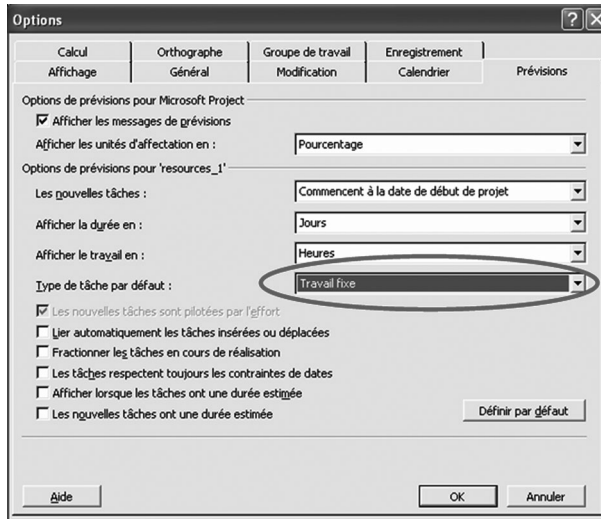 Options
Calcul Orthographe Groupe de travail Enregistrement
Affichage Général Modification Calendrier Prévisions
Options de prévisions pour Microsoft Project
Afficher les messages de prévisions
Afficher les unités d'affectation en : Pourcentage
Options de prévisions pour 'resources_1'
Les nouvelles tâches : Commencent à la date de début de projet
Afficher la durée en : Jours
Afficher le travail en : Heures
Type de tâche par défaut : Travail fixe
Les nouvelles tâches sont pilotées par l'effort
Lier automatiquement les tâches insérées ou déplacées
Fractionner les tâches en cours de réalisation
Les tâches respectent toujours les contraintes de dates
Afficher lorsque les tâches ont une durée estimée
Les nouvelles tâches ont une durée estimée Définir par défaut
Aide OK Annuler